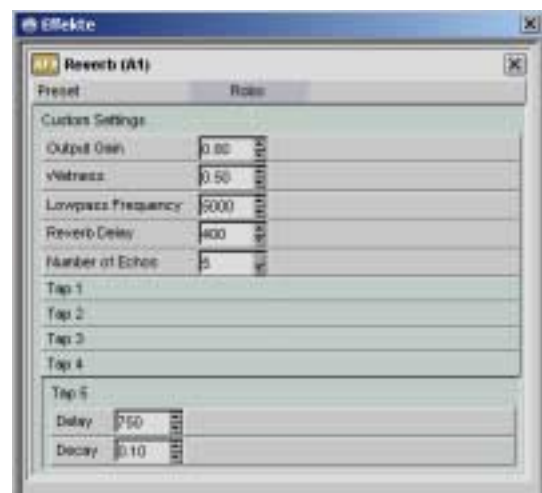 Effekte
Reverb (A1)
Preset
Custom Settings
Output Gain 0.80
Wetness 0.50
Lowpass Frequency 5000
Reverb Delay 400
Number of Echos 5
Tap 1
Tap 2
Tap 3
Tap 4
Tap 5
Delay 750
Decay 0.10